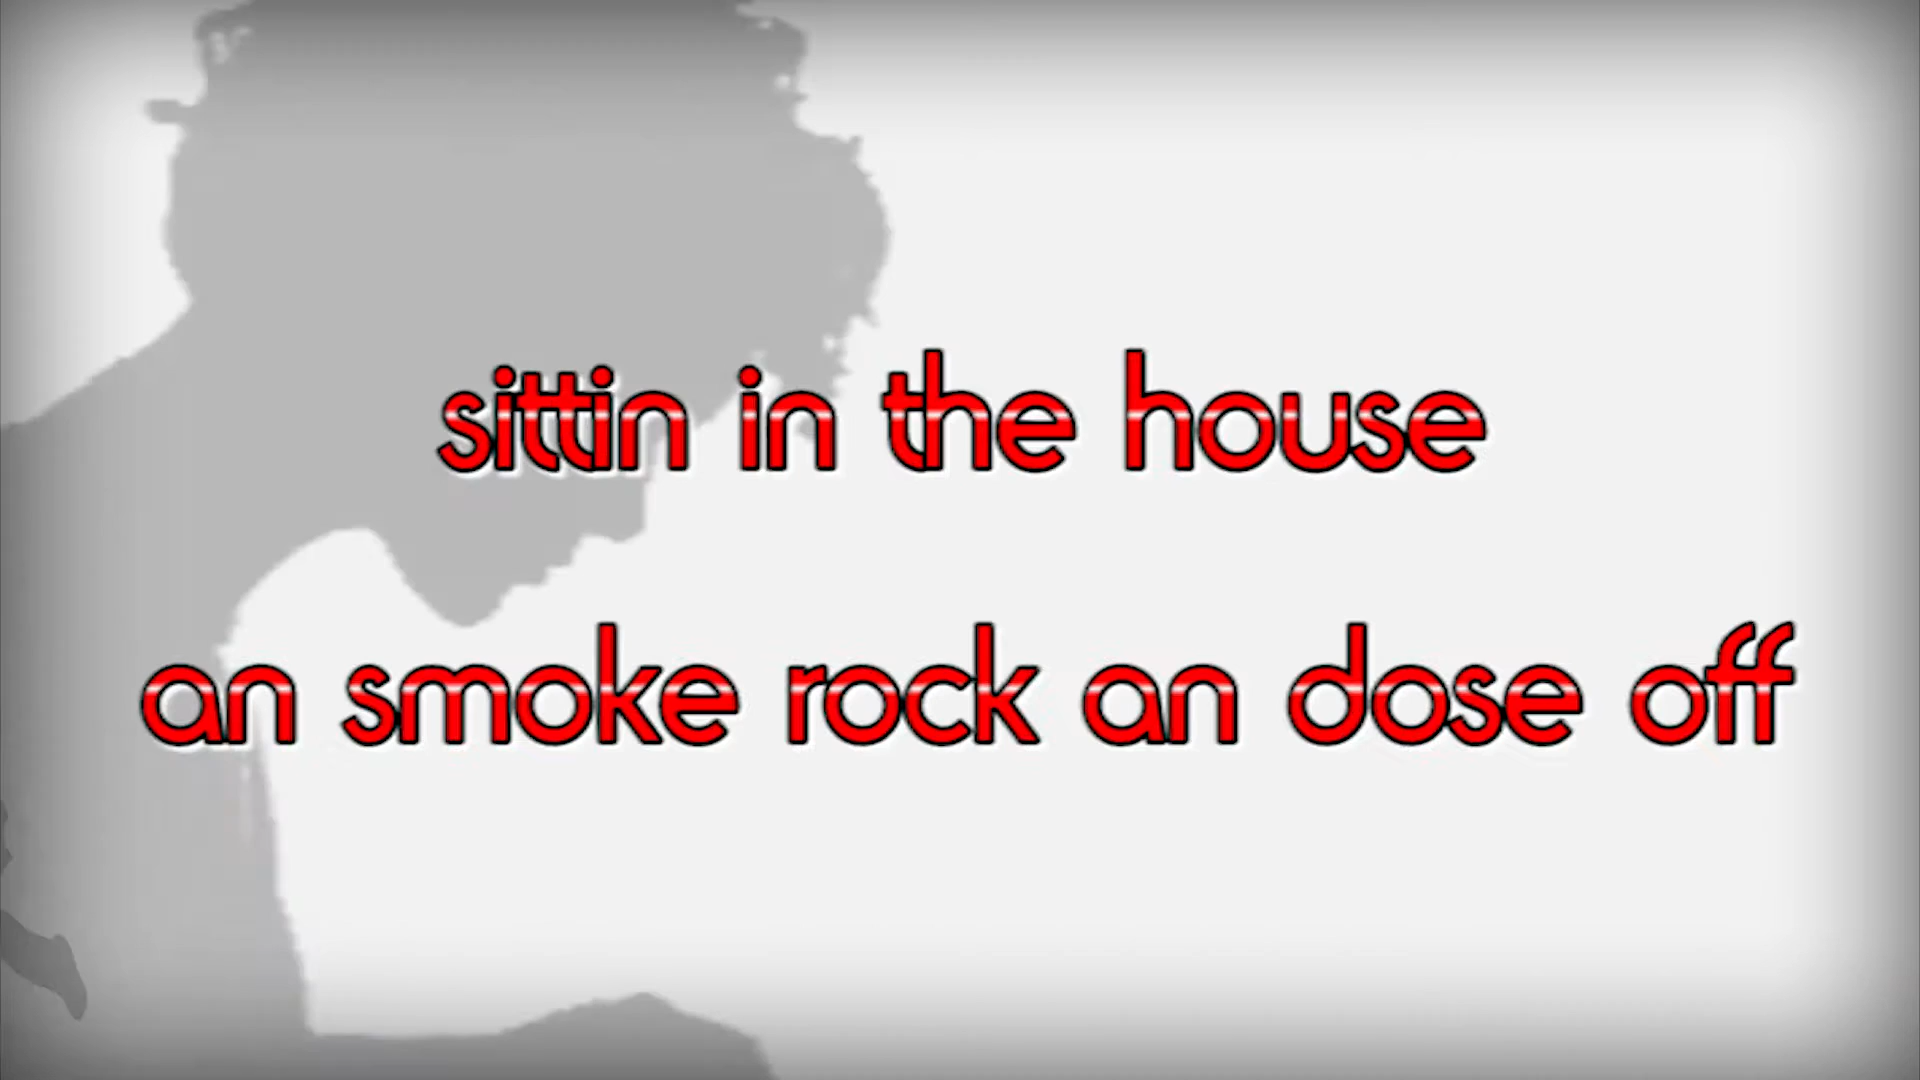 sittin in the house
an smoke rock an dose off